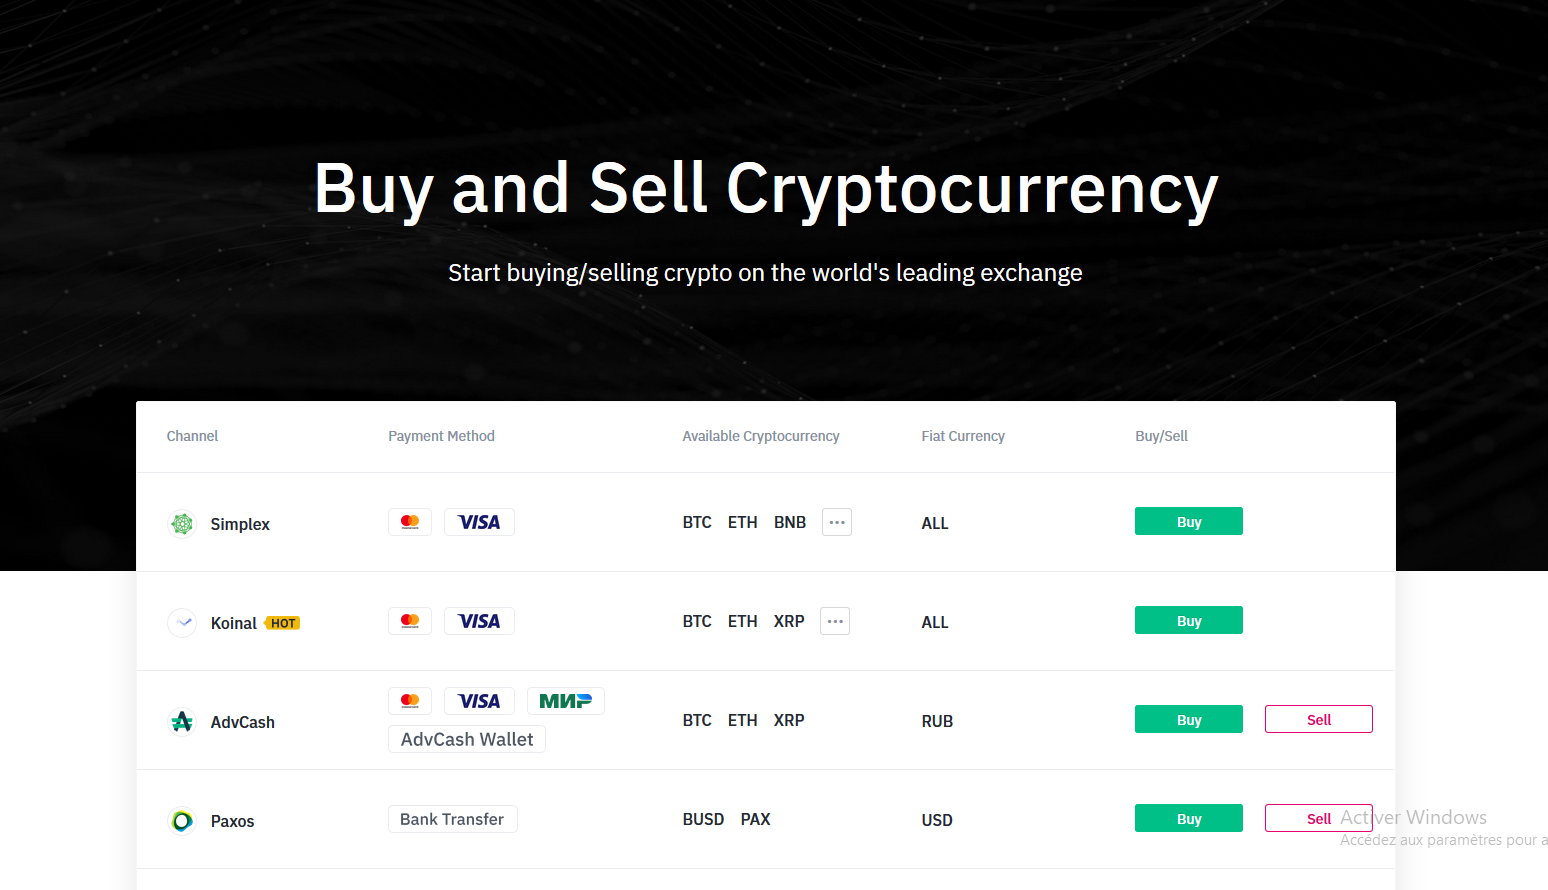 Buy and Sell Cryptocurrency
Start buying/selling crypto on the world's leading exchange
Channel Payment Method Available Cryptocurrency Fiat Currency Buy/Sell
Simplex VISA BTC ETH BNB ALL Buy
Koinal HOT VISA BTC ETH XRP ALL Buy
AdvCash VISA МИР BTC ETH XRP RUB Buy Sell
AdvCash Wallet
Paxos Bank Transfer BUSD PAX USD Buy Sell
Activer Windows
Accédez aux paramètres pour a